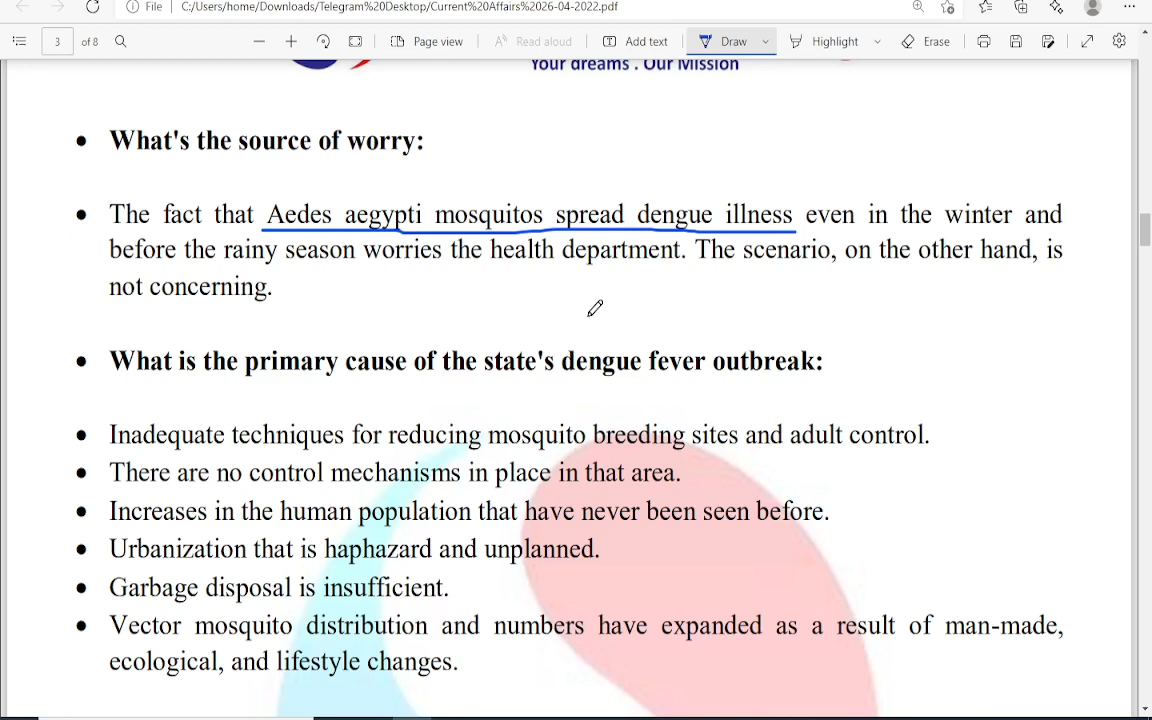 File | C:/Users/home/Downloads/Telegram%20Desktop/Current%20Affairs%2026-04-2022.pdf
3 of 8 Page view Read aloud Add text Draw Highlight Erase
Your dreams . Our Mission
• What's the source of worry:
• The fact that Aedes aegypti mosquitos spread dengue illness even in the winter and
before the rainy season worries the health department. The scenario, on the other hand, is
not concerning.
• What is the primary cause of the state's dengue fever outbreak:
• Inadequate techniques for reducing mosquito breeding sites and adult control.
• There are no control mechanisms in place in that area.
• Increases in the human population that have never been seen before.
• Urbanization that is haphazard and unplanned.
• Garbage disposal is insufficient.
• Vector mosquito distribution and numbers have expanded as a result of man-made,
ecological, and lifestyle changes.